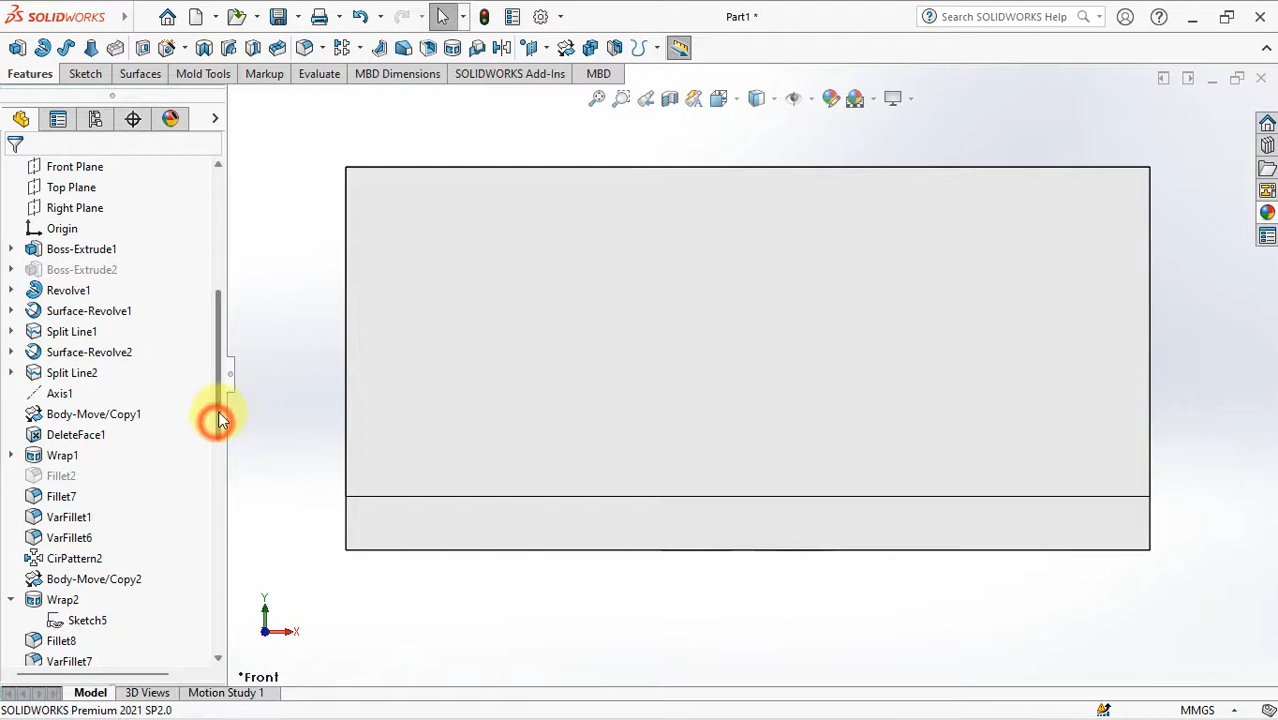 SOLIDWORKS
Part1 *
Search SOLIDWORKS Help
Features
Sketch
Surfaces
Mold Tools
Markup
Evaluate
MBD Dimensions
SOLIDWORKS Add-Ins
MBD
Front Plane
Top Plane
Right Plane
Origin
Boss-Extrude1
Boss-Extrude2
Revolve1
Surface-Revolve1
Split Line1
Surface-Revolve2
Split Line2
Axis1
Body-Move/Copy1
DeleteFace1
Wrap1
Fillet2
Fillet7
VarFillet1
VarFillet6
CirPattern2
Body-Move/Copy2
Wrap2
Sketch5
Fillet8
VarFillet7
Y
X
*Front
Model
3D Views
Motion Study 1
SOLIDWORKS Premium 2021 SP2.0
MMGS